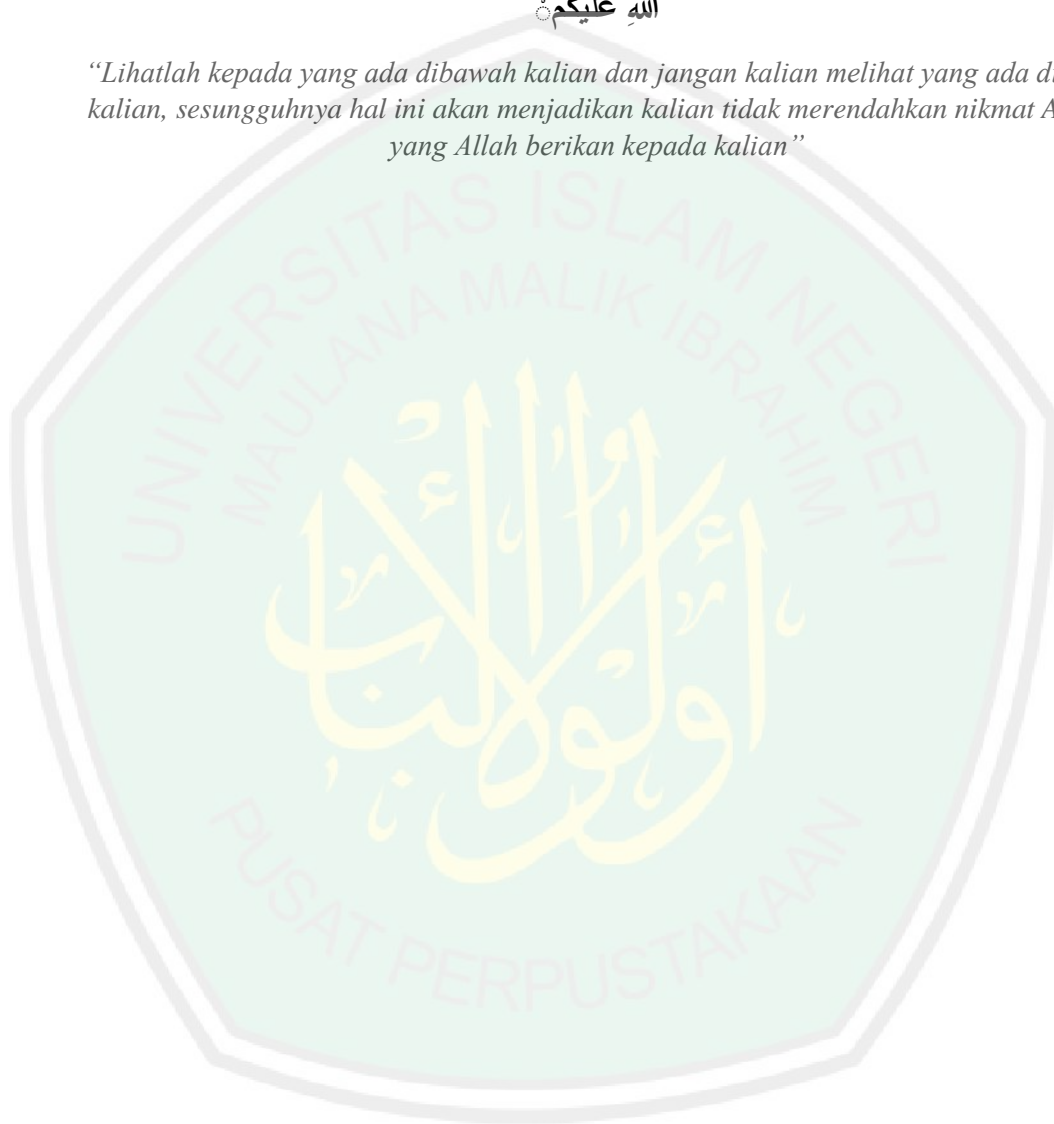 اللهِ عليكم
“Lihatlah kepada yang ada dibawah kalian dan jangan kalian melihat yang ada
kalian, sesungguhnya hal ini akan menjadikan kalian tidak merendahkan nikmat
yang Allah berikan kepada kalian”
UNIVERSITAS ISLAM NEGERI
MAULANA MALIK IBRAHIM
PUSAT PERPUSTAKAAN